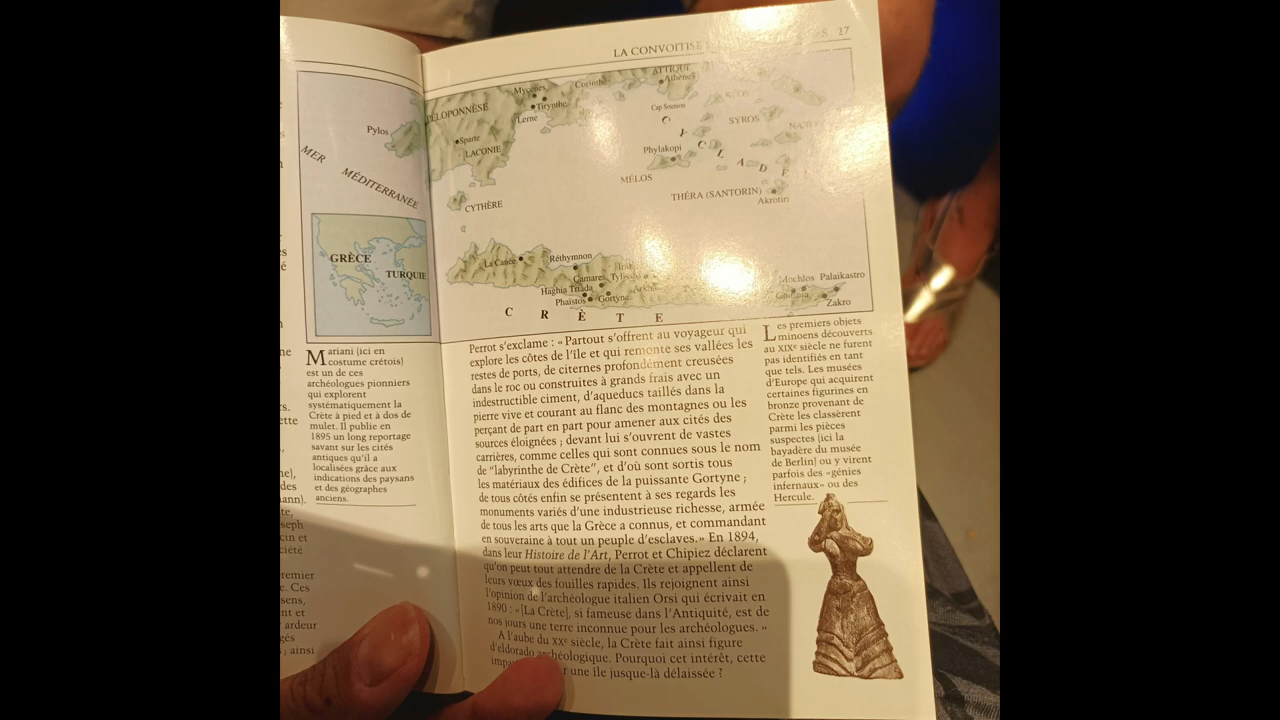 LA CONVOITISE
27
MER MÉDITERRANÉE
Pylos
GRÈCE
TURQUIE
PÉLOPONNÈSE
Mycènes
Tirynthe
Lerne
Corinthe
Sparte
LACONIE
CYTHÈRE
ATTIQUE
Athènes
Cap Sounion
KÉOS
SYROS
CYCLADE
Phylakopi
MÉLOS
THÉRA (SANTORIN)
Akrotiri
La Canée
Réthymnon
Camares
Haghia Triada
Phaïstos
Gortyne
Mochlos
Palaikastro
Gournia
Zakro
CRÈTE
Mariani (ici en
costume crétois)
est un de ces
archéologues pionniers
qui explorent
systématiquement la
Crète à pied et à dos de
mulet. Il publie en
1895 un long reportage
savant sur les cités
antiques qu'il a
localisées grâce aux
indications des paysans
et des géographes
anciens.
Perrot s'exclame : « Partout s'offrent au voyageur qui
explore les côtes de l'île et qui remonte ses vallées les
restes de ports, de citernes profondément creusées
dans le roc ou construites à grands frais avec un
indestructible ciment, d'aqueducs taillés dans la
pierre vive et courant au flanc des montagnes ou les
perçant de part en part pour amener aux cités des
sources éloignées ; devant lui s'ouvrent de vastes
carrières, comme celles qui sont connues sous le nom
de "labyrinthe de Crète", et d'où sont sortis tous
les matériaux des édifices de la puissante Gortyne ;
de tous côtés enfin se présentent à ses regards les
monuments variés d'une industrieuse richesse, armée
de tous les arts que la Grèce a connus, et commandant
en souveraine à tout un peuple d'esclaves. » En 1894,
dans leur Histoire de l'Art, Perrot et Chipiez déclarent
qu'on peut tout attendre de la Crète et appellent de
leurs vœux des fouilles rapides. Ils rejoignent ainsi
l'opinion de l'archéologue italien Orsi qui écrivait en
1890 : « [La Crète], si fameuse dans l'Antiquité, est de
nos jours une terre inconnue pour les archéologues. »
A l'aube du XXe siècle, la Crète fait ainsi figure
d'eldorado archéologique. Pourquoi cet intérêt, cette
une île jusque-là délaissée ?
Les premiers objets
minoens découverts
au XIXe siècle ne furent
pas identifiés en tant
que tels. Les musées
d'Europe qui acquirent
certaines figurines en
bronze provenant de
Crète les classèrent
parmi les pièces
suspectes (ici la
bayadère du musée
de Berlin) ou y virent
parfois des «génies
infernaux» ou des
Hercule.